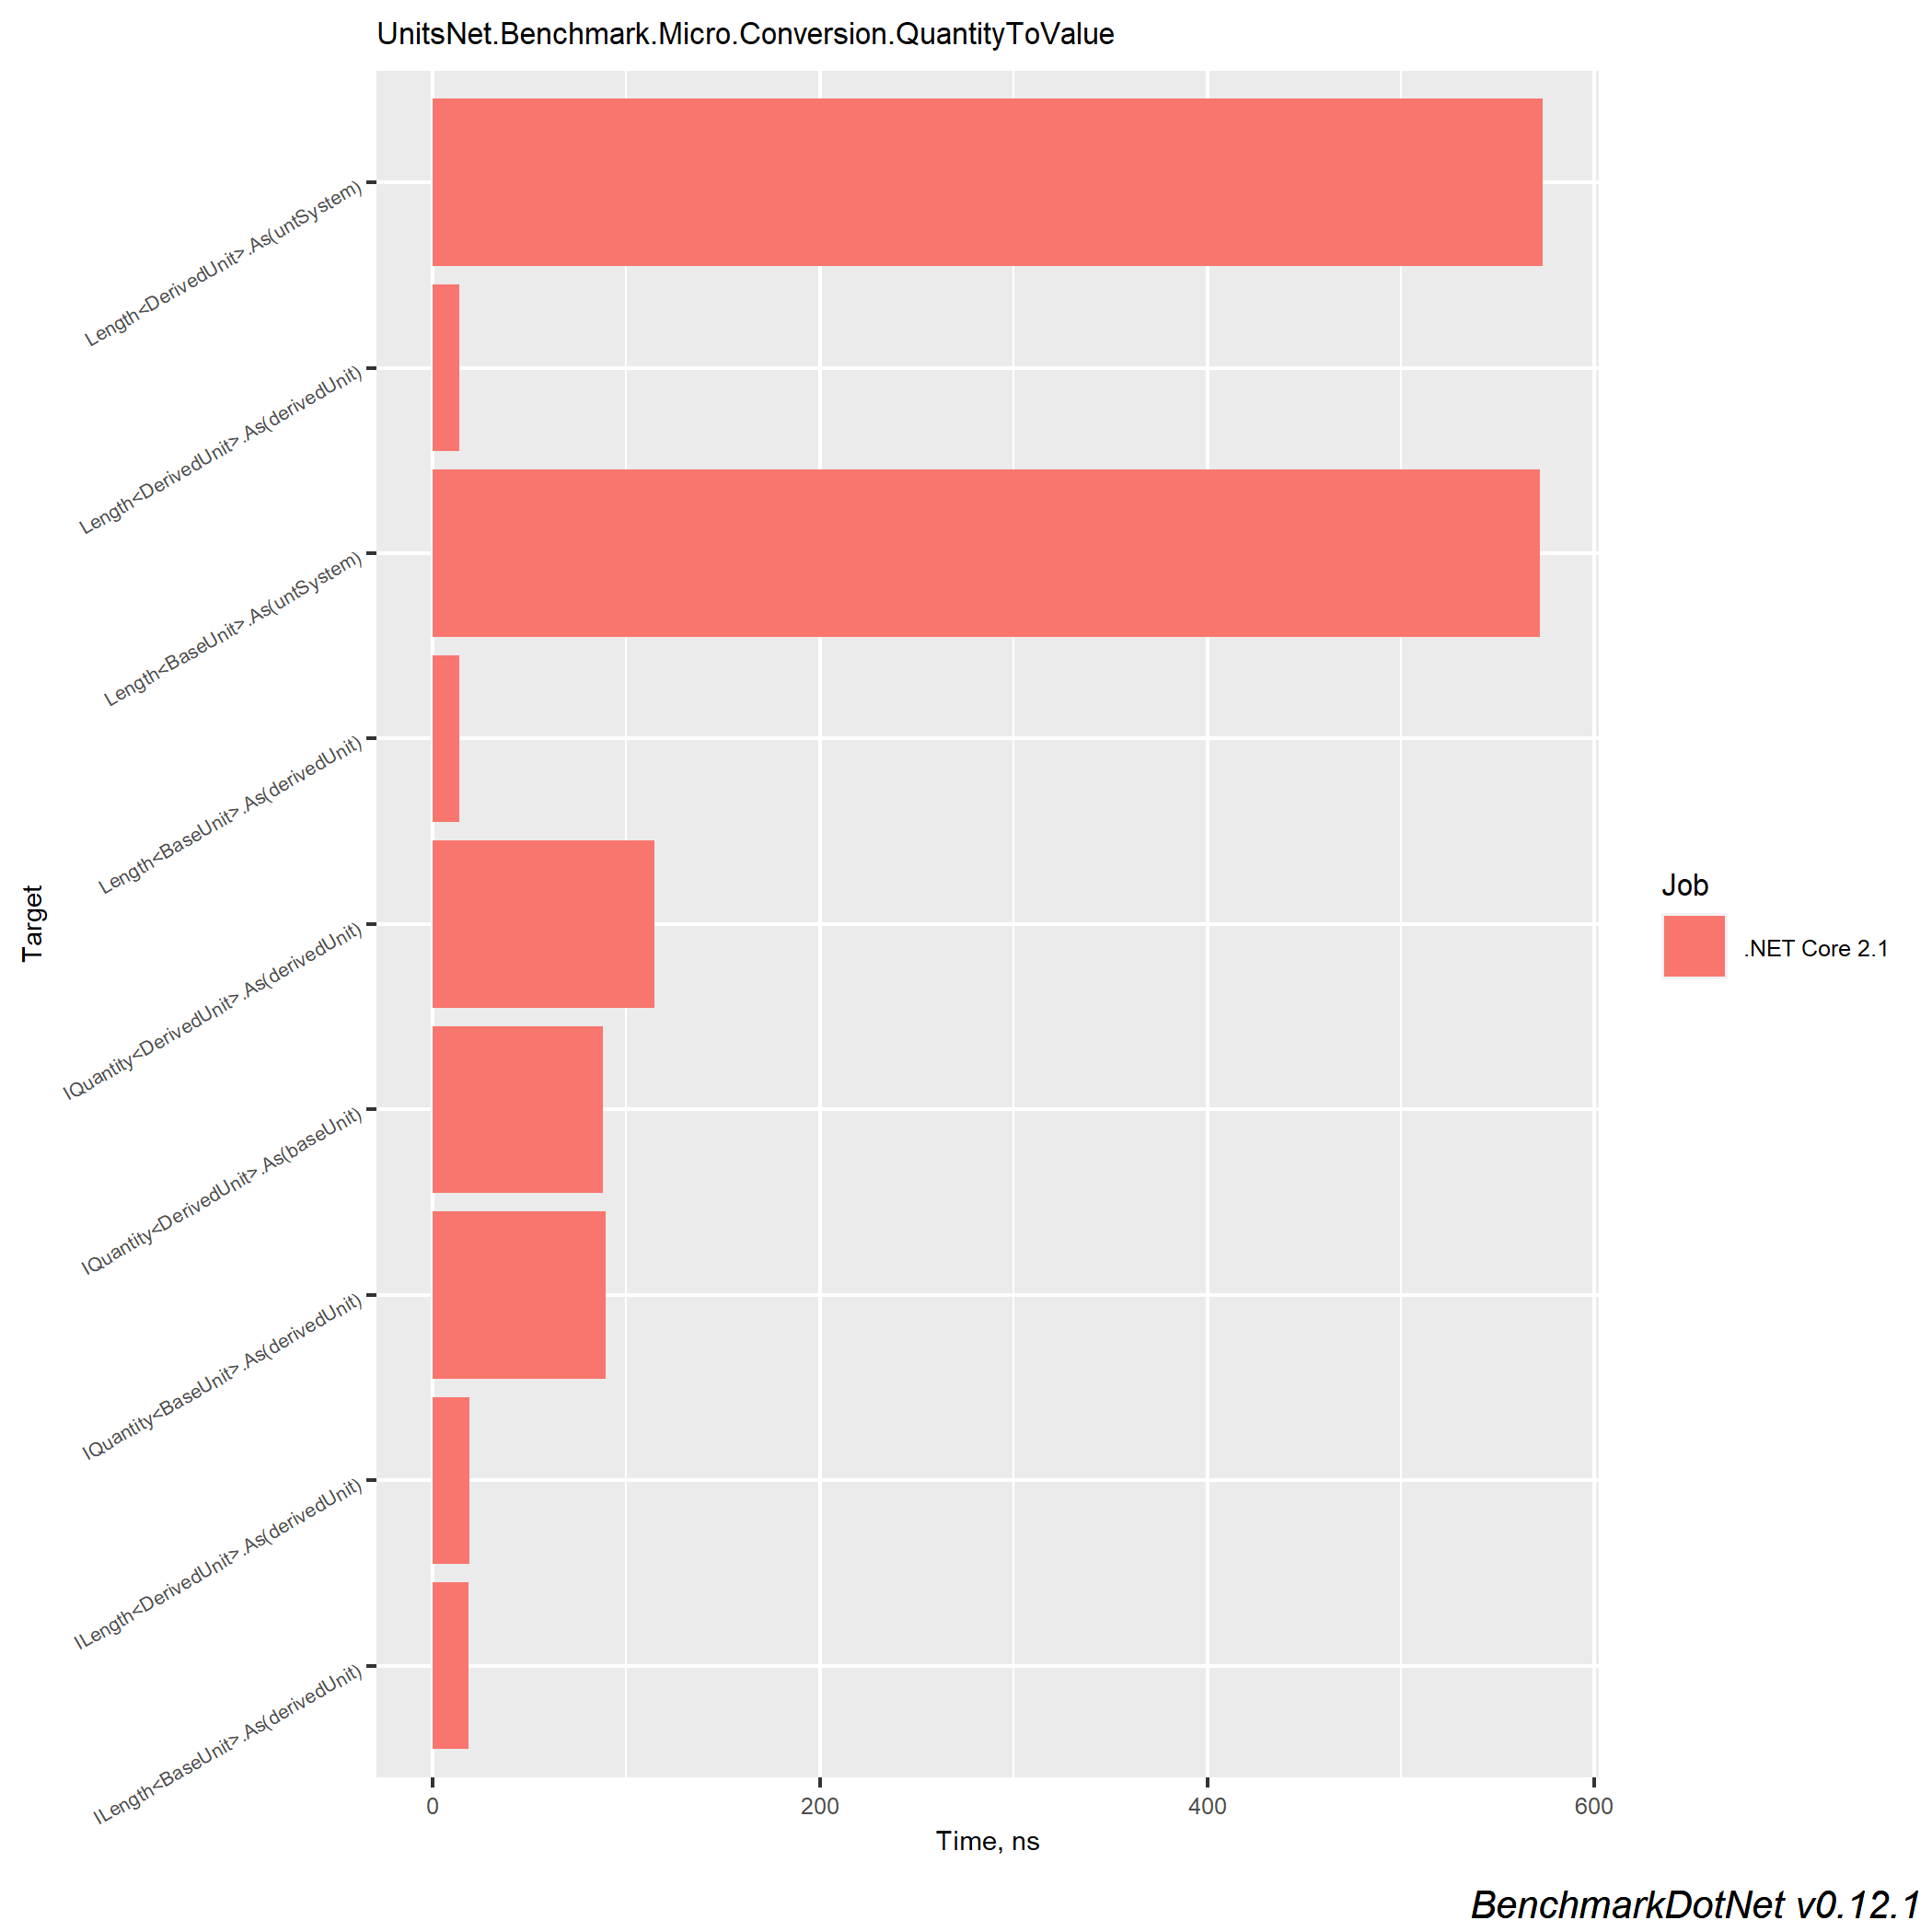 UnitsNet.Benchmark.Micro.Conversion.QuantityToValue
Length<DerivedUnit>.As(untSystem)
Length<DerivedUnit>.As(derivedUnit)
Length<BaseUnit>.As(untSystem)
Length<BaseUnit>.As(derivedUnit)
IQuantity<DerivedUnit>.As(derivedUnit)
IQuantity<DerivedUnit>.As(baseUnit)
IQuantity<BaseUnit>.As(derivedUnit)
ILength<DerivedUnit>.As(derivedUnit)
ILength<BaseUnit>.As(derivedUnit)
Target
0 200 400 600
Time, ns
Job
.NET Core 2.1
BenchmarkDotNet v0.12.1